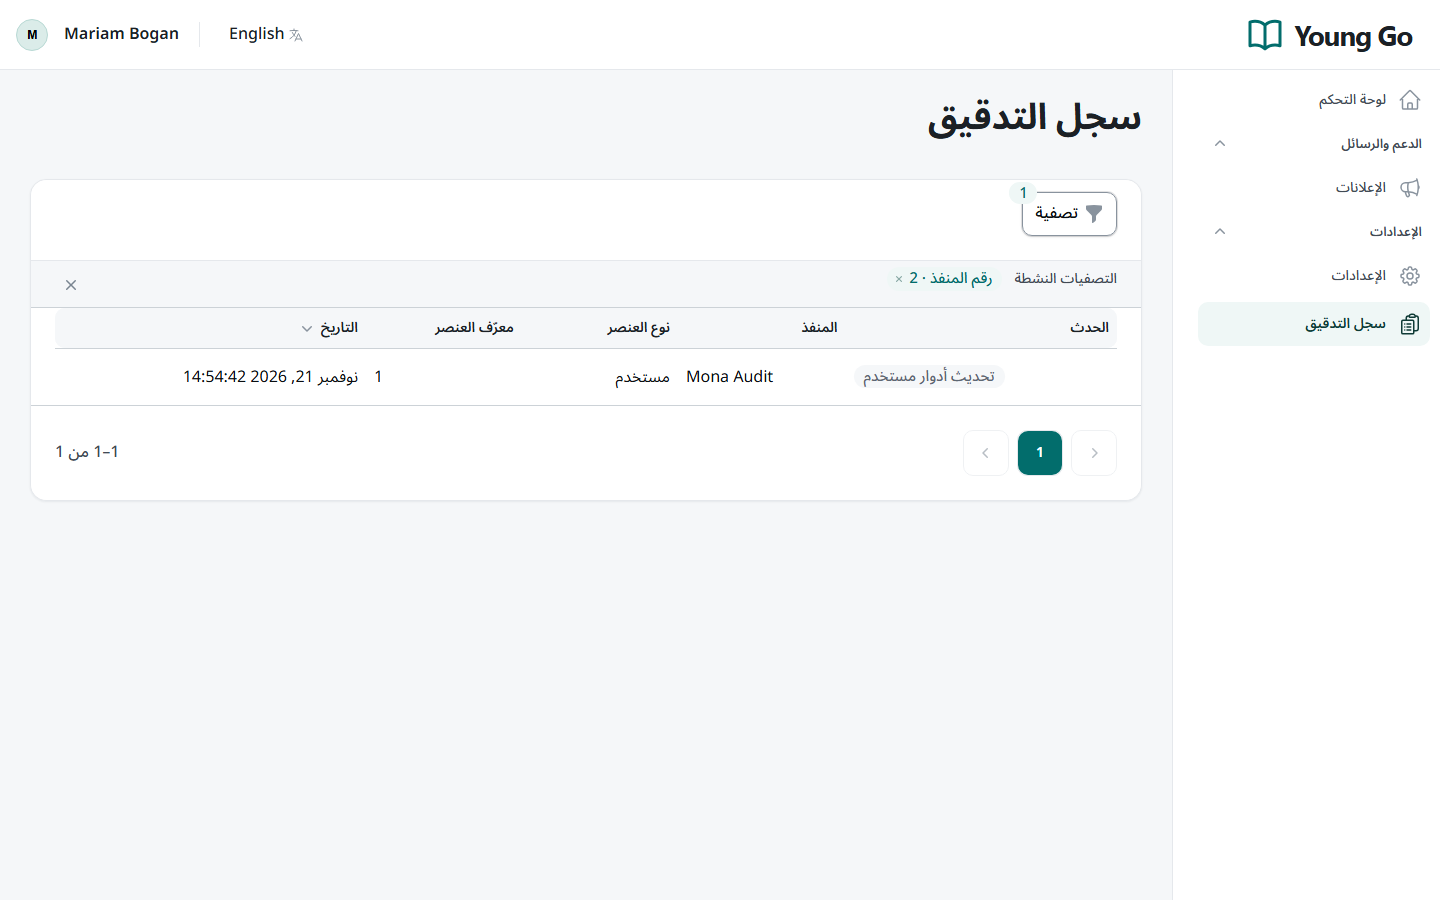 Young Go
English
Mariam Bogan
M
لوحة التحكم
الدعم والرسائل
الإعلانات
الإعدادات
الإعدادات
سجل التدقيق
سجل التدقيق
تصفية
1
التصفيات النشطة
رقم المنفذ · 2 ×
الحدث المنفذ نوع العنصر معرّف العنصر التاريخ
تحديث أدوار مستخدم Mona Audit مستخدم 1 نوفمبر 21, 2026 14:54:42
1
1–1 من 1